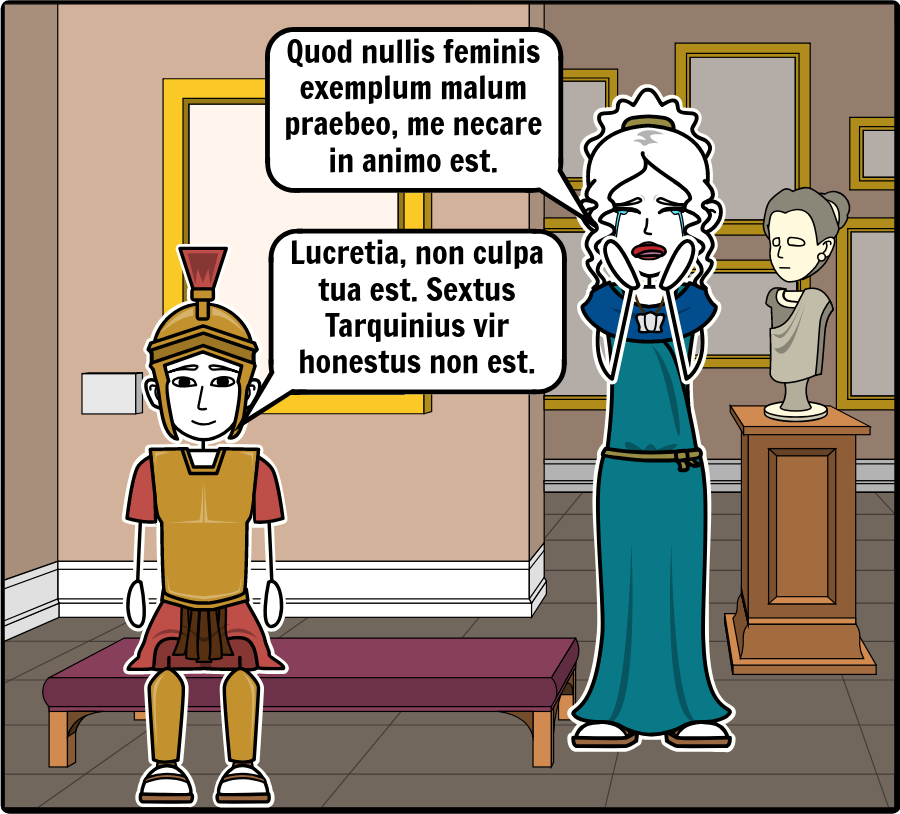 Quod nullis feminis
exemplum malum
praebeo, me necare
in animo est.
Lucretia, non culpa
tua est. Sextus
Tarquinius vir
honestus non est.